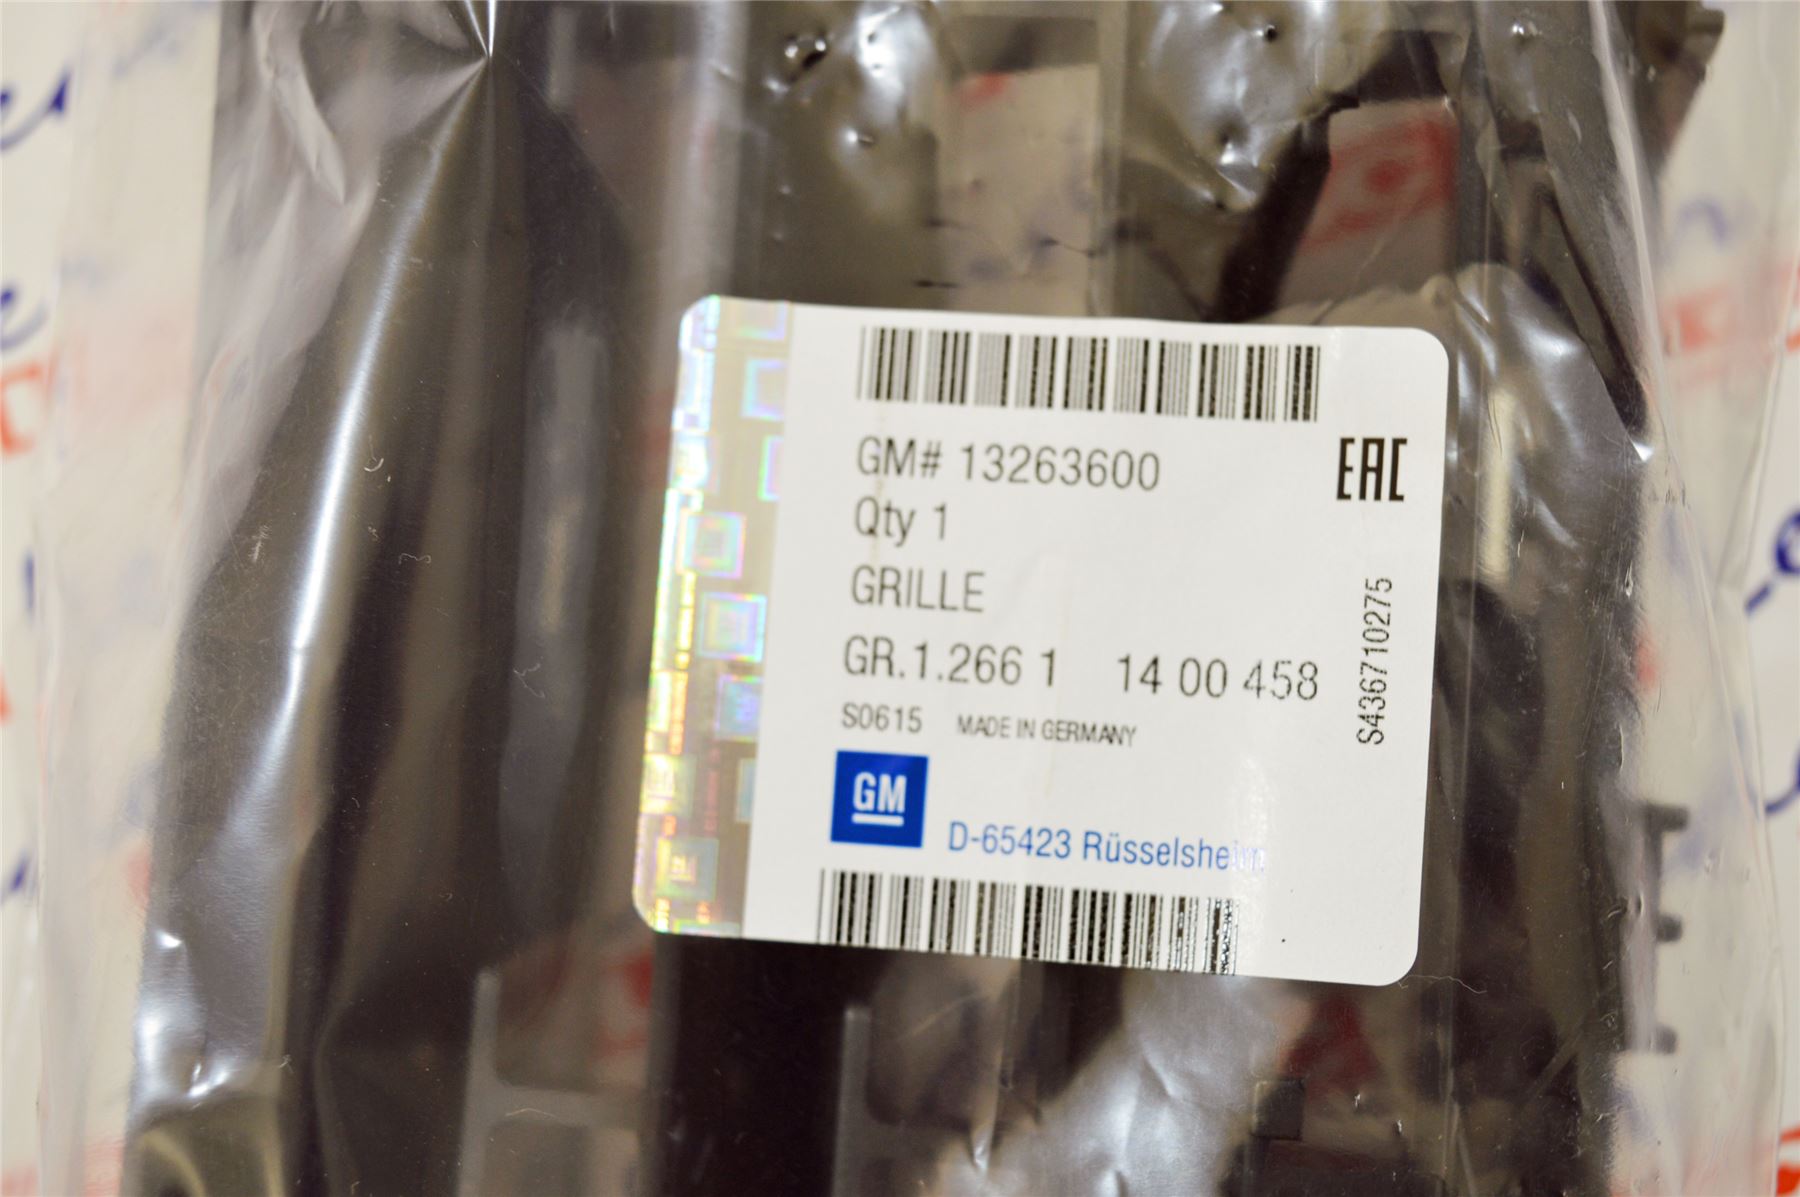 GM# 13263600
EAC
Qty 1
GRILLE
GR.1.266 1 14 00 458
S0615 MADE IN GERMANY
S436710275
GM
D-65423 Rüsselsheim